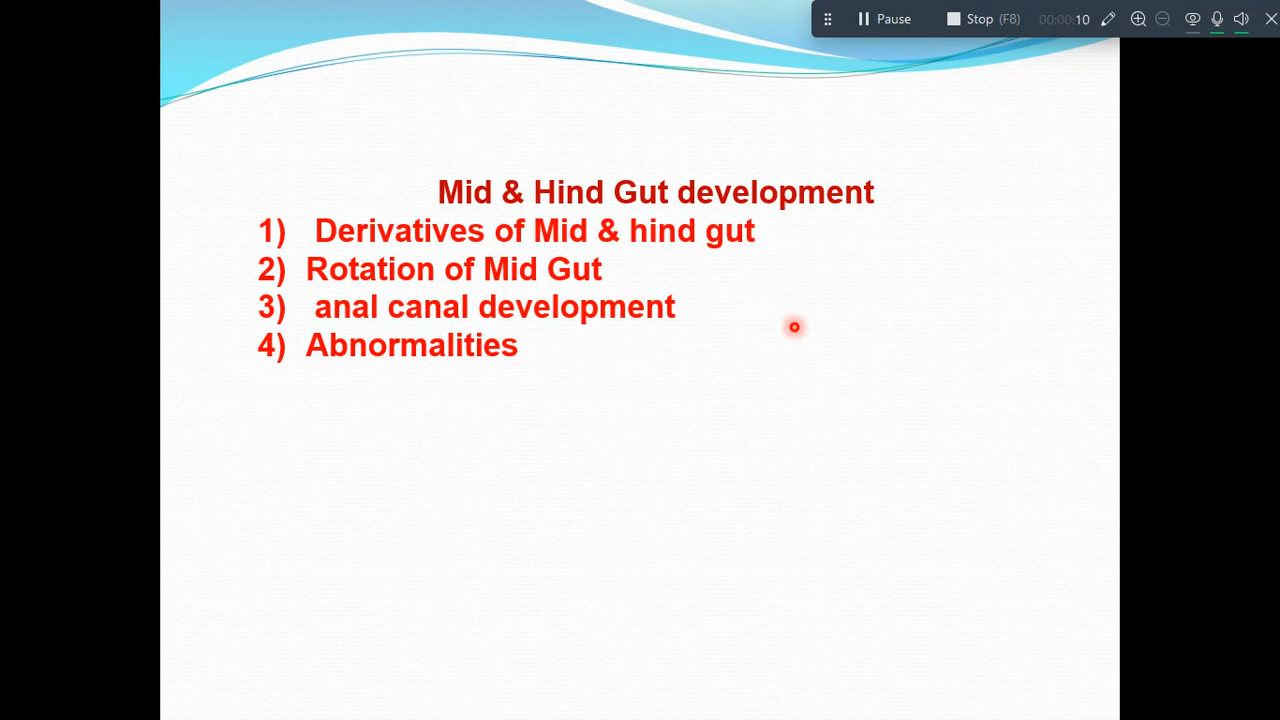 Pause Stop (F8) 00:00:10
Mid & Hind Gut development
1) Derivatives of Mid & hind gut
2) Rotation of Mid Gut
3) anal canal development
4) Abnormalities